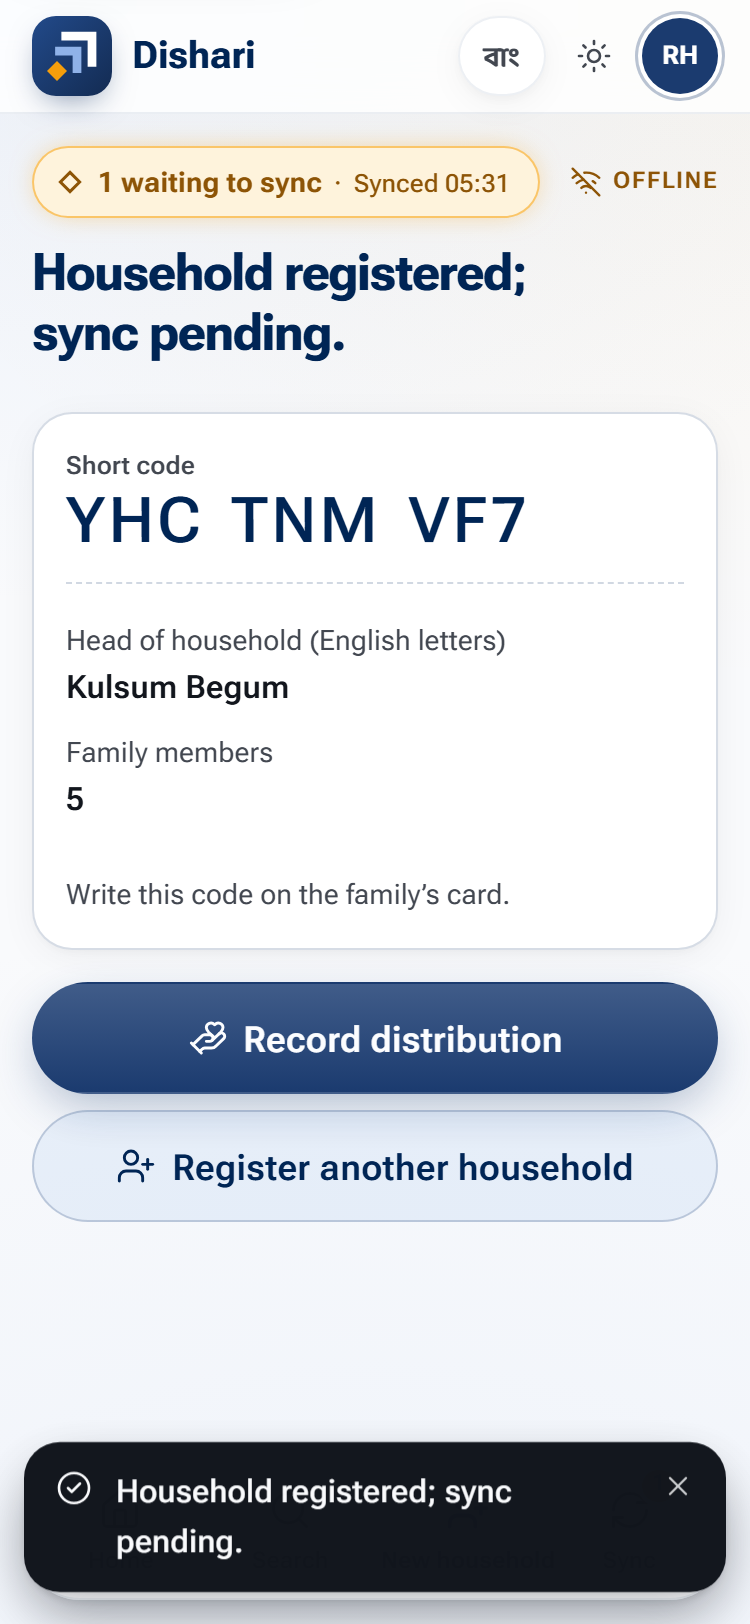 Dishari
বাং
RH
1 waiting to sync · Synced 05:31
OFFLINE
Household registered;
sync pending.
Short code
YHC TNM VF7
Head of household (English letters)
Kulsum Begum
Family members
5
Write this code on the family’s card.
Record distribution
Register another household
Household registered; sync
pending.